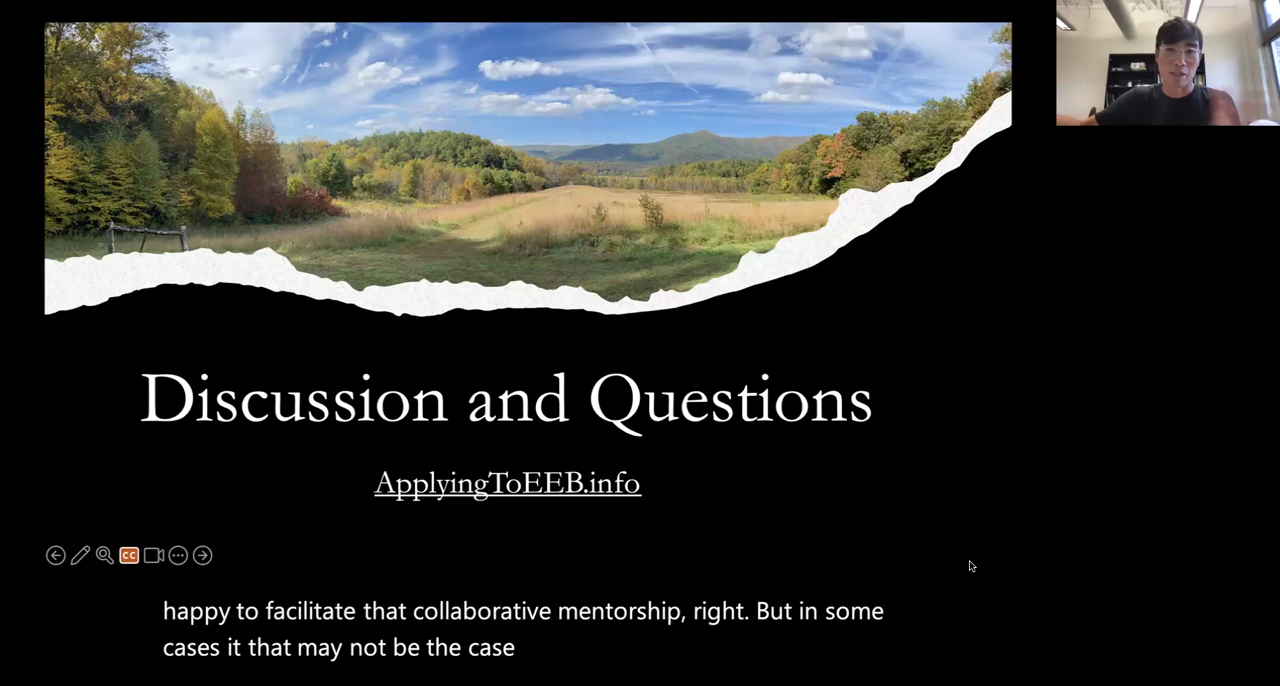 Discussion and Questions
ApplyingToEEB.info
CC
happy to facilitate that collaborative mentorship, right. But in some
cases it that may not be the case